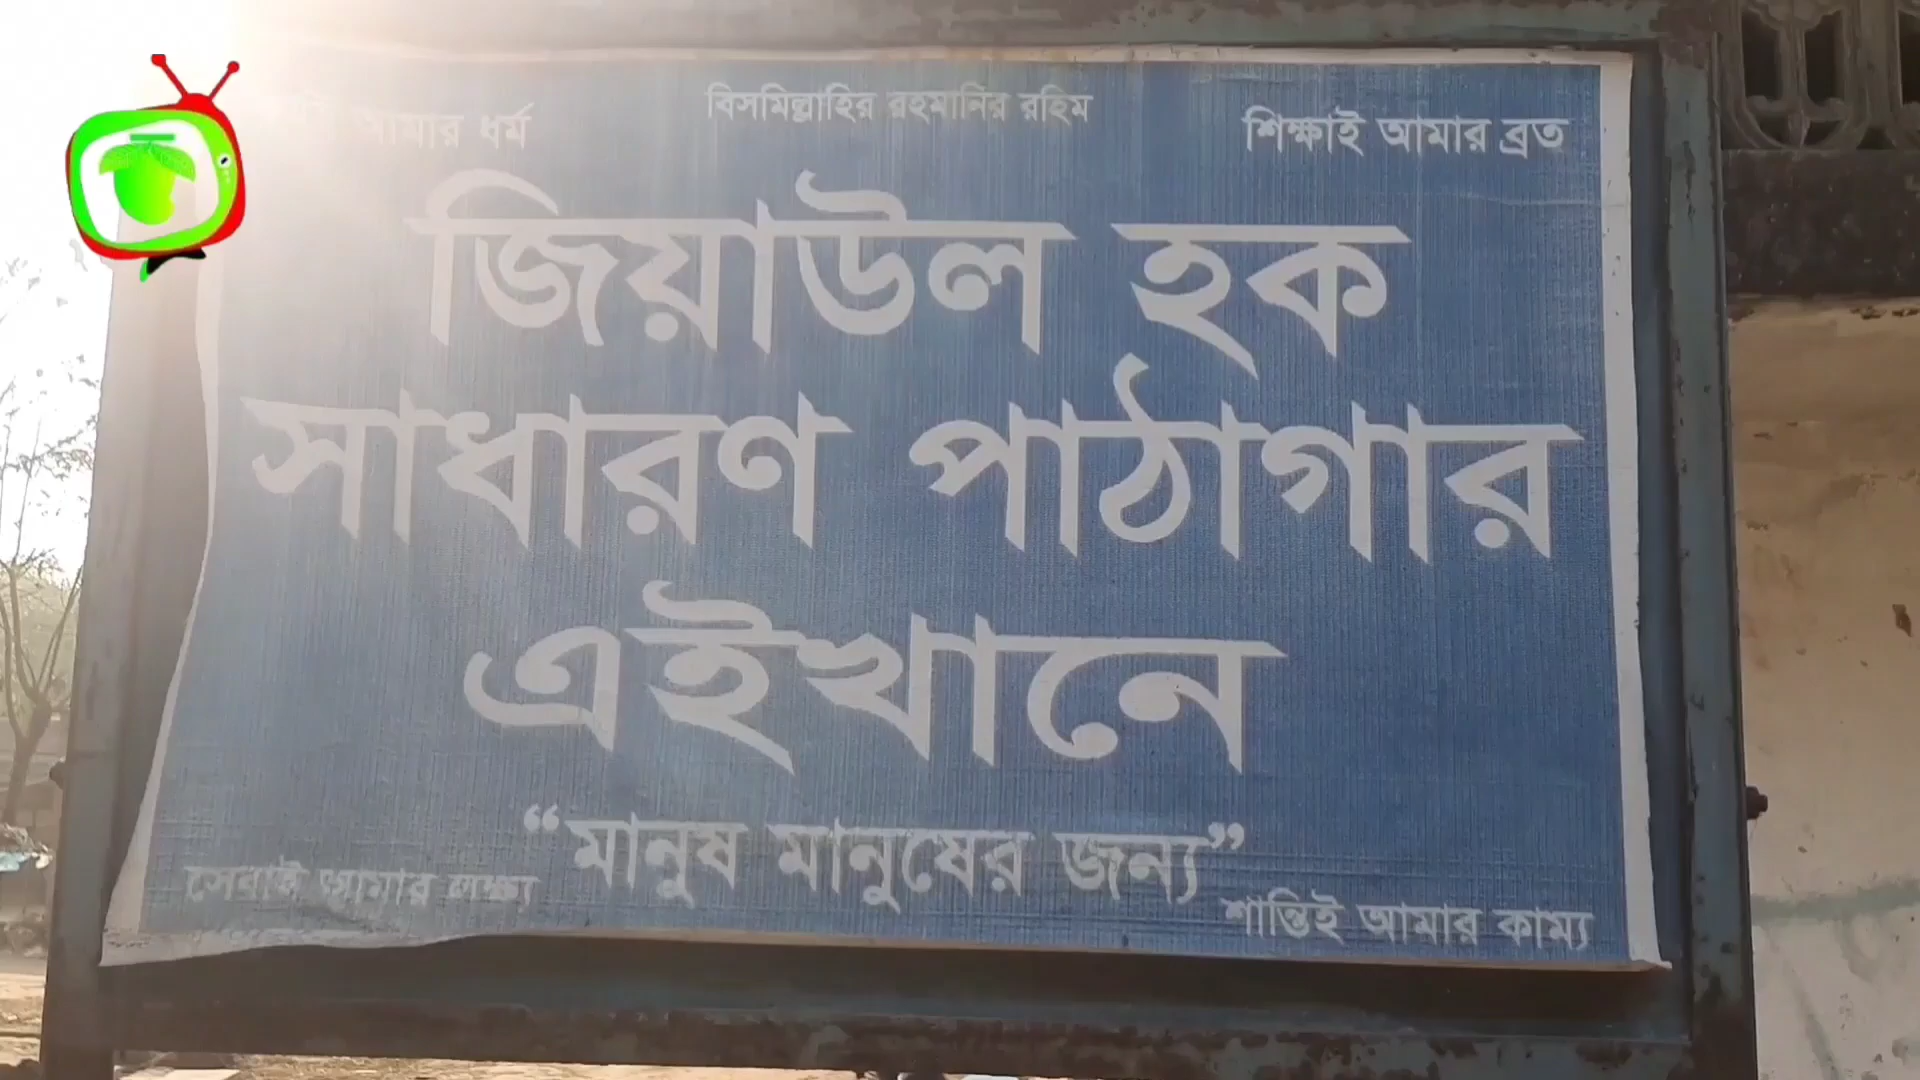 আমার ধর্ম
বিসমিল্লাহির রহমানির রহিম
শিক্ষাই আমার ব্রত
জিয়াউল হক
সাধারণ পাঠাগার
এইখানে
“মানুষ মানুষের জন্য”
সেবাই আমার লক্ষ্য
শান্তিই আমার কাম্য